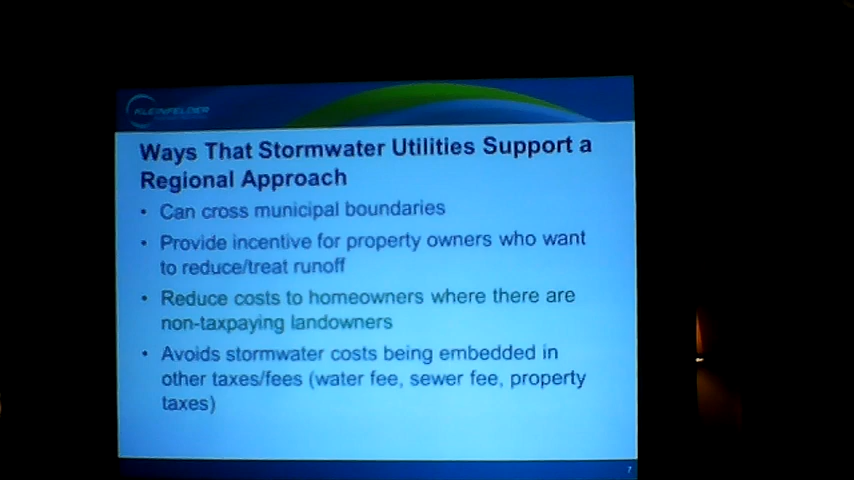 KLEINFELDER
Ways That Stormwater Utilities Support a
Regional Approach
• Can cross municipal boundaries
• Provide incentive for property owners who want
to reduce/treat runoff
• Reduce costs to homeowners where there are
non-taxpaying landowners
• Avoids stormwater costs being embedded in
other taxes/fees (water fee, sewer fee, property
taxes)
7